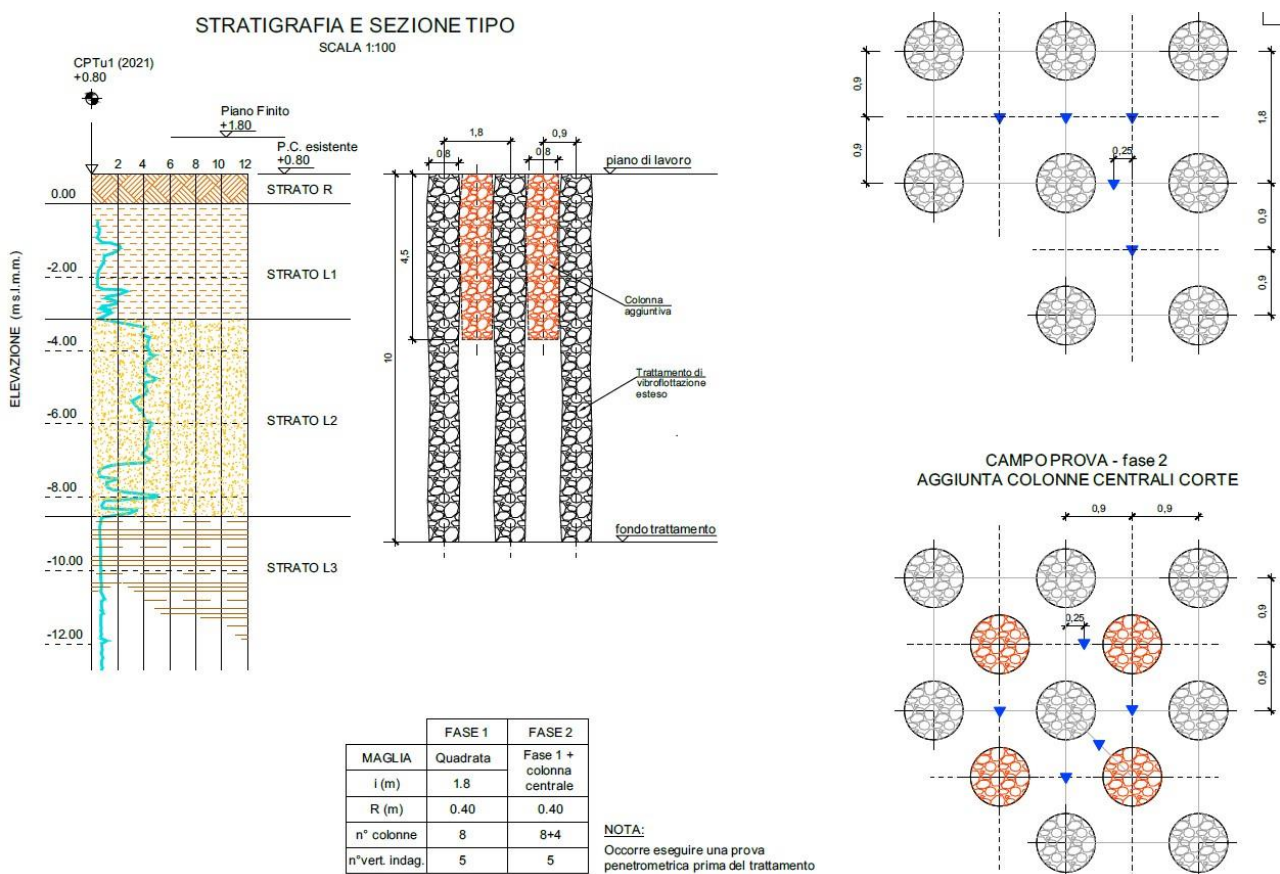 STRATIGRAFIA E SEZIONE TIPO
SCALA 1:100
CPTu1 (2021)
+0.80
Piano Finito
+1.80
P.C. esistente
+0.80
2 4 6 8 10 12
ELEVAZIONE (m s.l.m.m.)
0.00
-2.00
-4.00
-6.00
-8.00
-10.00
-12.00
STRATO R
STRATO L1
STRATO L2
STRATO L3
1,8
0,9
0,8
0,8
piano di lavoro
4,5
10
Colonna
aggiuntiva
Trattamento di
vibroflottazione
esteso
fondo trattamento
0,9
0,9
1,8
0,25
0,9
0,9
CAMPO PROVA - fase 2
AGGIUNTA COLONNE CENTRALI CORTE
0,9
0,9
0,25
0,9
0,9
FASE 1 FASE 2
MAGLIA Quadrata Fase 1 +
colonna
centrale
i (m) 1.8
R (m) 0.40 0.40
n° colonne 8 8+4
n°vert. indag. 5 5
NOTA:
Occorre eseguire una prova
penetrometrica prima del trattamento